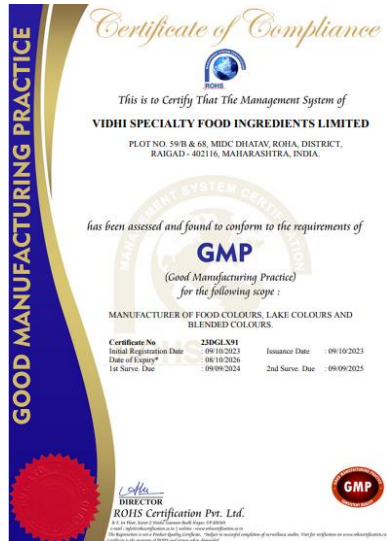 GOOD MANUFACTURING PRACTICE
Certificate of Compliance
ROHS
This is to Certify That The Management System of
VIDHI SPECIALTY FOOD INGREDIENTS LIMITED
PLOT NO. 59/B & 68, MIDC DHATAV, ROHA, DISTRICT,
RAIGAD - 402116, MAHARASHTRA, INDIA.
MANAGEMENT SYSTEM CERTIFICATION
has been assessed and found to conform to the requirements of
GMP
(Good Manufacturing Practice)
for the following scope :
MANUFACTURER OF FOOD COLOURS, LAKE COLOURS AND
BLENDED COLOURS.
Certificate No 23DGLX91
Initial Registration Date : 09/10/2023 Issuance Date : 09/10/2023
Date of Expiry* : 08/10/2026
1st Surve. Due : 09/09/2024 2nd Surve. Due : 09/09/2025
ROHS
DIRECTOR
ROHS Certification Pvt. Ltd.
GMP